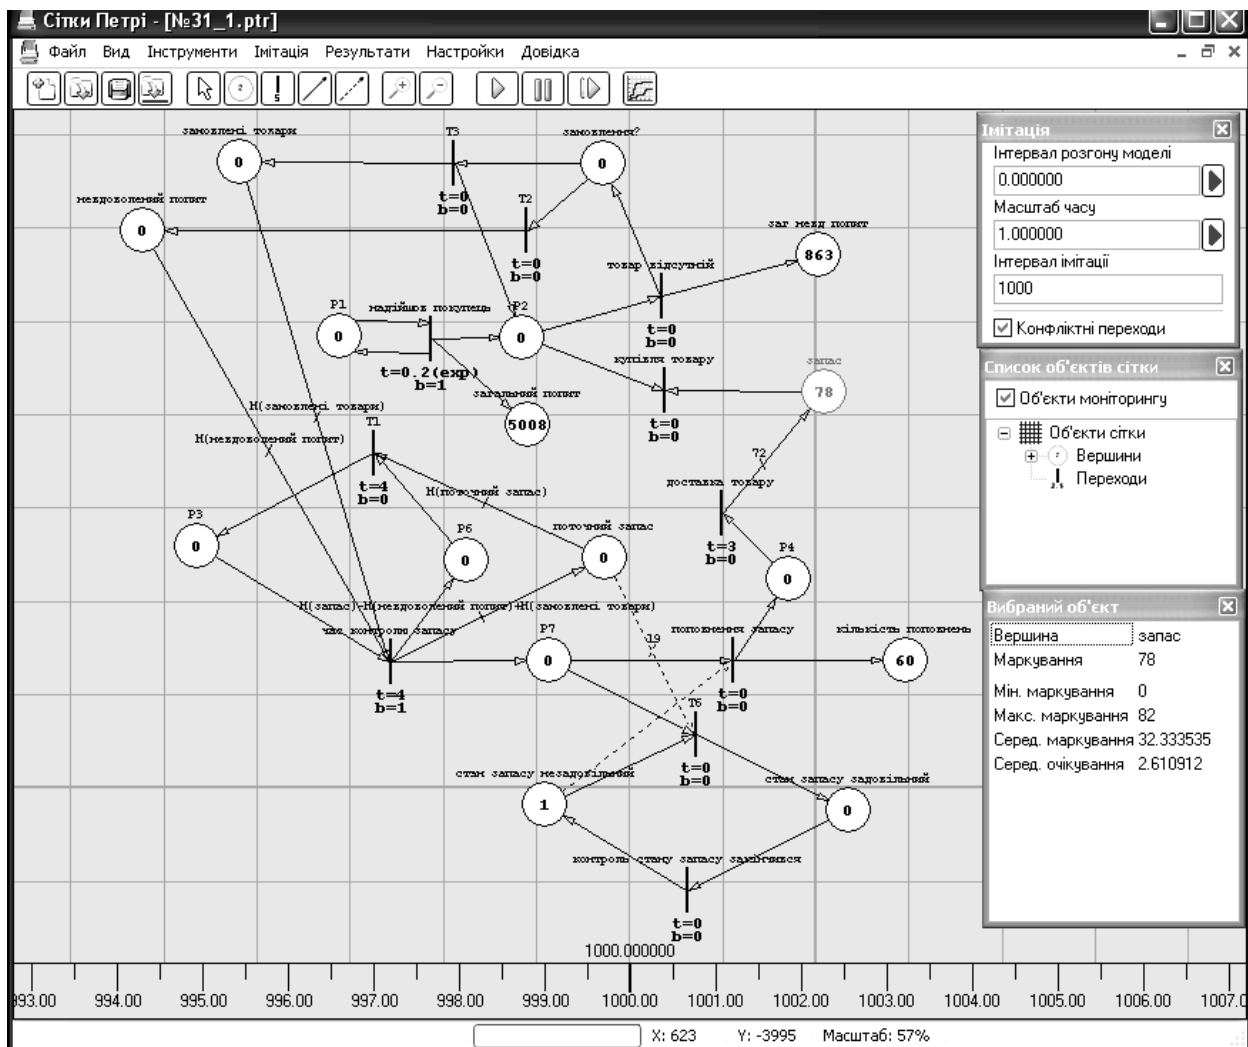 Сітки Петрі - [№31_1.ptr]
Файл Вид Інструменти Імітація Результати Настройки Довідка
замовлені товари
T3
замовлення?
0
0
t=0
b=0
невдоволений попит
T2
0
t=0
b=0
заг невд попит
863
товар відсутній
t=0
b=0
P1
надійшов покупець
P2
0
0
t=0.2(exp)
b=1
купівля товару
запас
78
t=0
b=0
загальний попит
5008
H(замовлені товари)
H(невдоволений попит)
T1
t=4
b=0
72
H(поточний запас)
доставка товару
t=3
b=0
P3
0
P6
0
поточний запас
0
P4
0
H(запас)-H(невдоволений попит)+H(замовлені товари)
час контролю запасу
t=4
b=1
P7
0
19
поповнення запасу
t=0
b=0
кількість поповнень
60
T6
t=0
b=0
стан запасу незадовільний
1
стан запасу задовільний
0
контроль стану запасу закінчився
t=0
b=0
1000.000000
993.00 994.00 995.00 996.00 997.00 998.00 999.00 1000.00 1001.00 1002.00 1003.00 1004.00 1005.00 1006.00 1007.0
X: 623 Y: -3995 Масштаб: 57%
Імітація
Інтервал розгону моделі
0.000000
Масштаб часу
1.000000
Інтервал імітації
1000
Конфліктні переходи
Список об'єктів сітки
Об'єкти моніторингу
Об'єкти сітки
Вершини
Переходи
Вибраний об'єкт
Вершина запас
Маркування 78
Мін. маркування 0
Макс. маркування 82
Серед. маркування 32.333535
Серед. очікування 2.610912